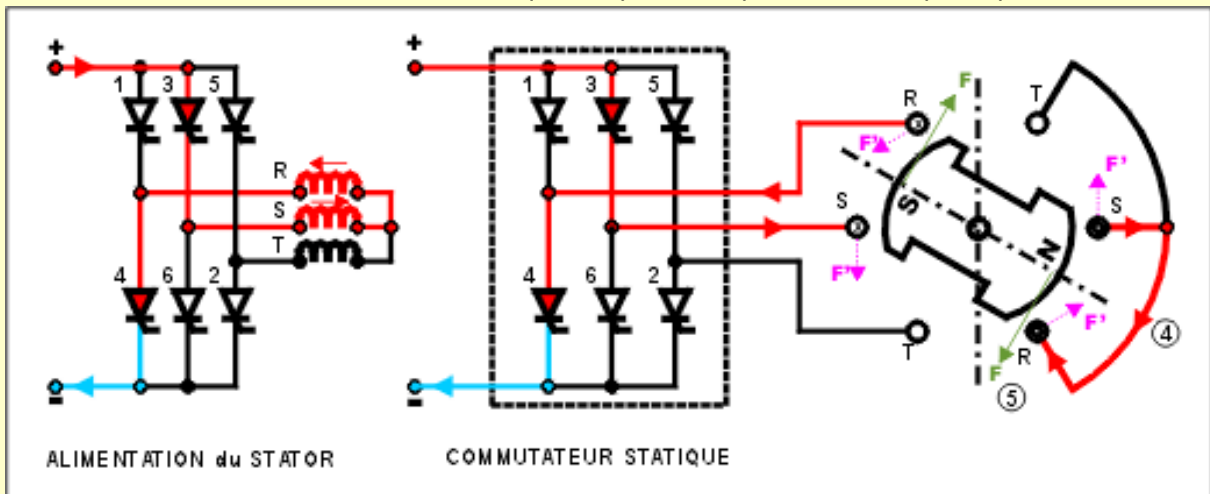 +
1 3 5
R
S
T
4 6 2
-
ALIMENTATION du STATOR
+
1 3 5
4 6 2
-
COMMUTATEUR STATIQUE
R F T
F' F'
S S S
F' N
F'
T R
F
4
5